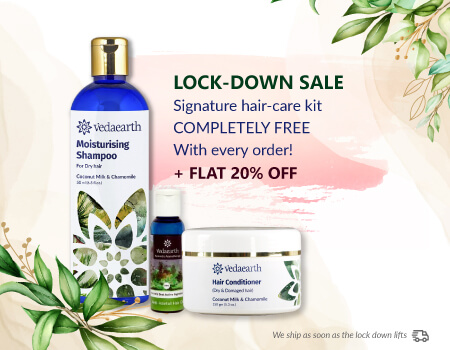 LOCK-DOWN SALE
Signature hair-care kit
COMPLETELY FREE
With every order!
+ FLAT 20% OFF
vedaearth
Moisturising
Shampoo
For Dry hair
Coconut Milk & Chamomile
Vedaearth
vedaearth
Hair Conditioner
(Dry & Damaged hair)
Coconut Milk & Chamomile
We ship as soon as the lock down lifts